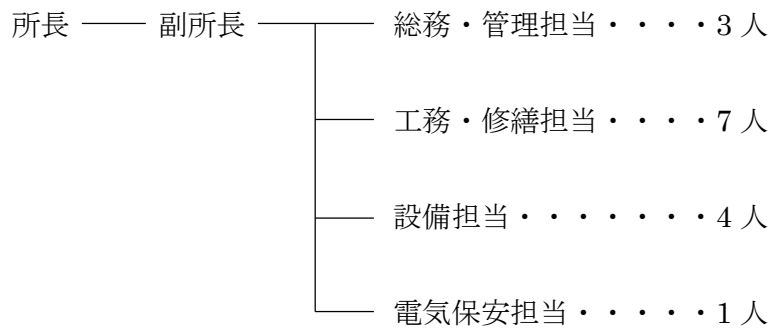 所長 副所長 総務・管理担当・・・・3 人
工務・修繕担当・・・・7 人
設備担当・・・・・・・4 人
電気保安担当・・・・・1 人